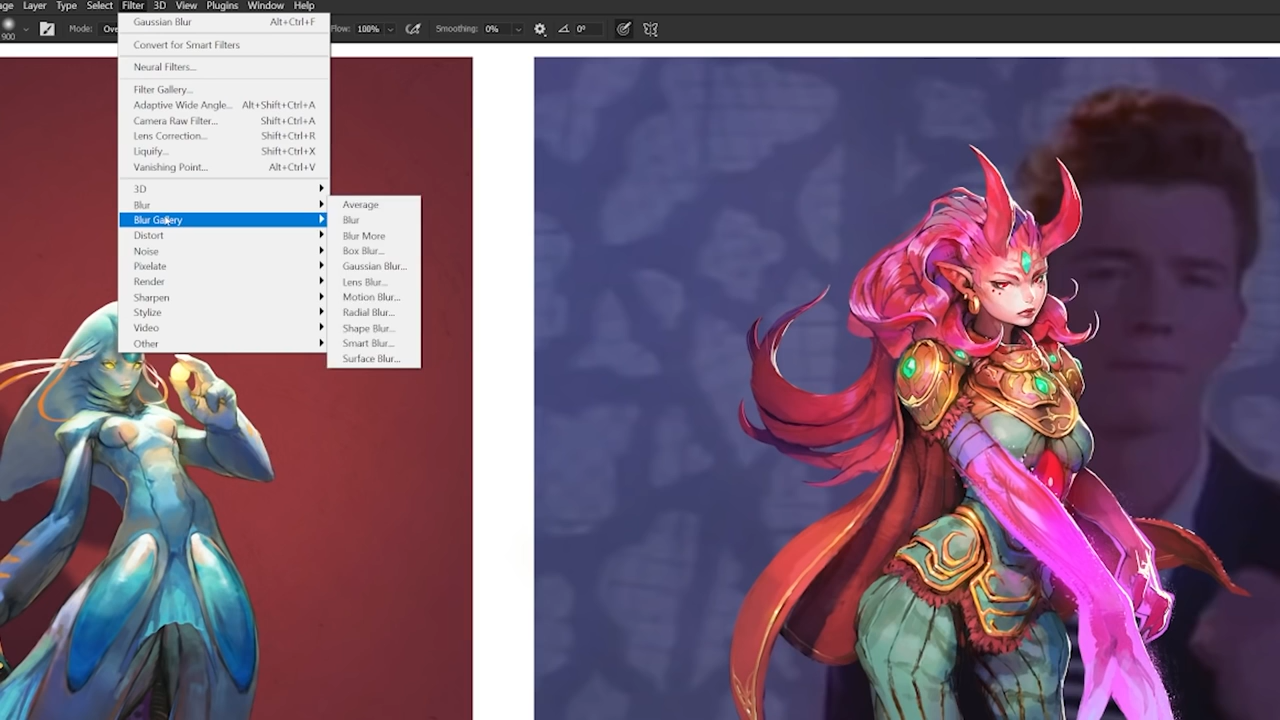 age Layer Type Select Filter 3D View Plugins Window Help
900 Mode: Ove Flow: 100% Smoothing: 0% 0°
Gaussian Blur Alt+Ctrl+F
Convert for Smart Filters
Neural Filters...
Filter Gallery...
Adaptive Wide Angle... Alt+Shift+Ctrl+A
Camera Raw Filter... Shift+Ctrl+A
Lens Correction... Shift+Ctrl+R
Liquify... Shift+Ctrl+X
Vanishing Point... Alt+Ctrl+V
3D
Blur
Blur Gallery
Distort
Noise
Pixelate
Render
Sharpen
Stylize
Video
Other
Average
Blur
Blur More
Box Blur...
Gaussian Blur...
Lens Blur...
Motion Blur...
Radial Blur...
Shape Blur...
Smart Blur...
Surface Blur...